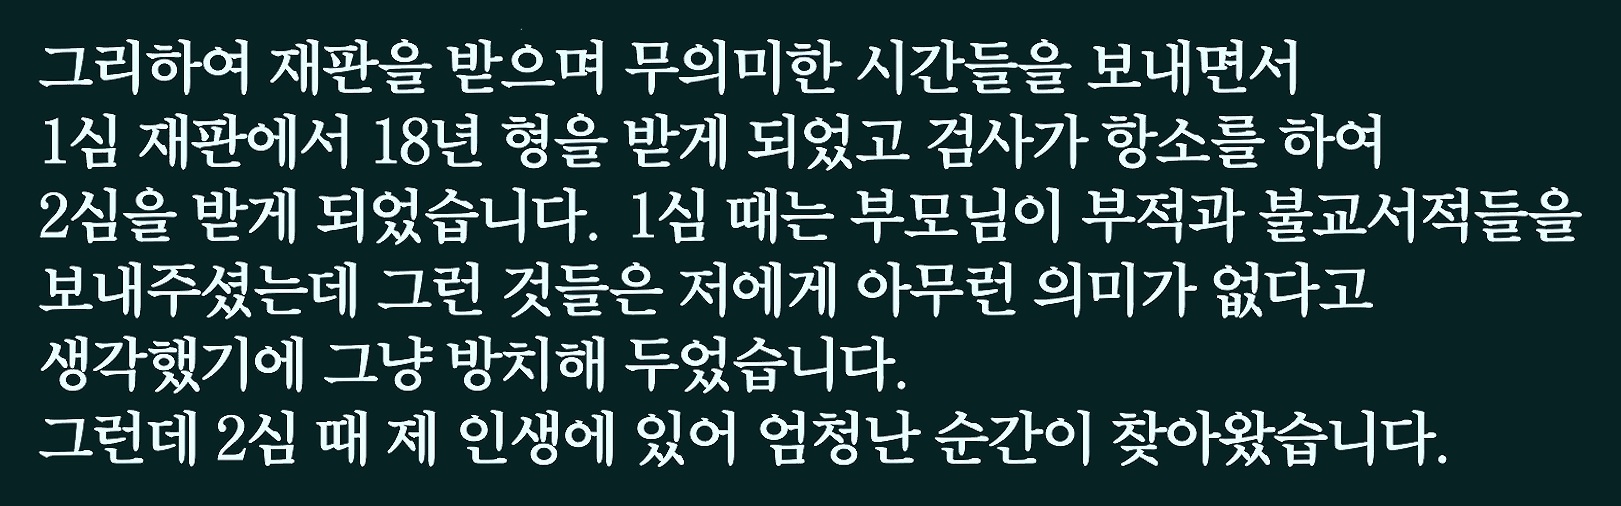 그리하여 재판을 받으며 무의미한 시간들을 보내면서
1심 재판에서 18년 형을 받게 되었고 검사가 항소를 하여
2심을 받게 되었습니다. 1심 때는 부모님이 부적과 불교서적들을
보내주셨는데 그런 것들은 저에게 아무런 의미가 없다고
생각했기에 그냥 방치해 두었습니다.
그런데 2심 때 제 인생에 있어 엄청난 순간이 찾아왔습니다.